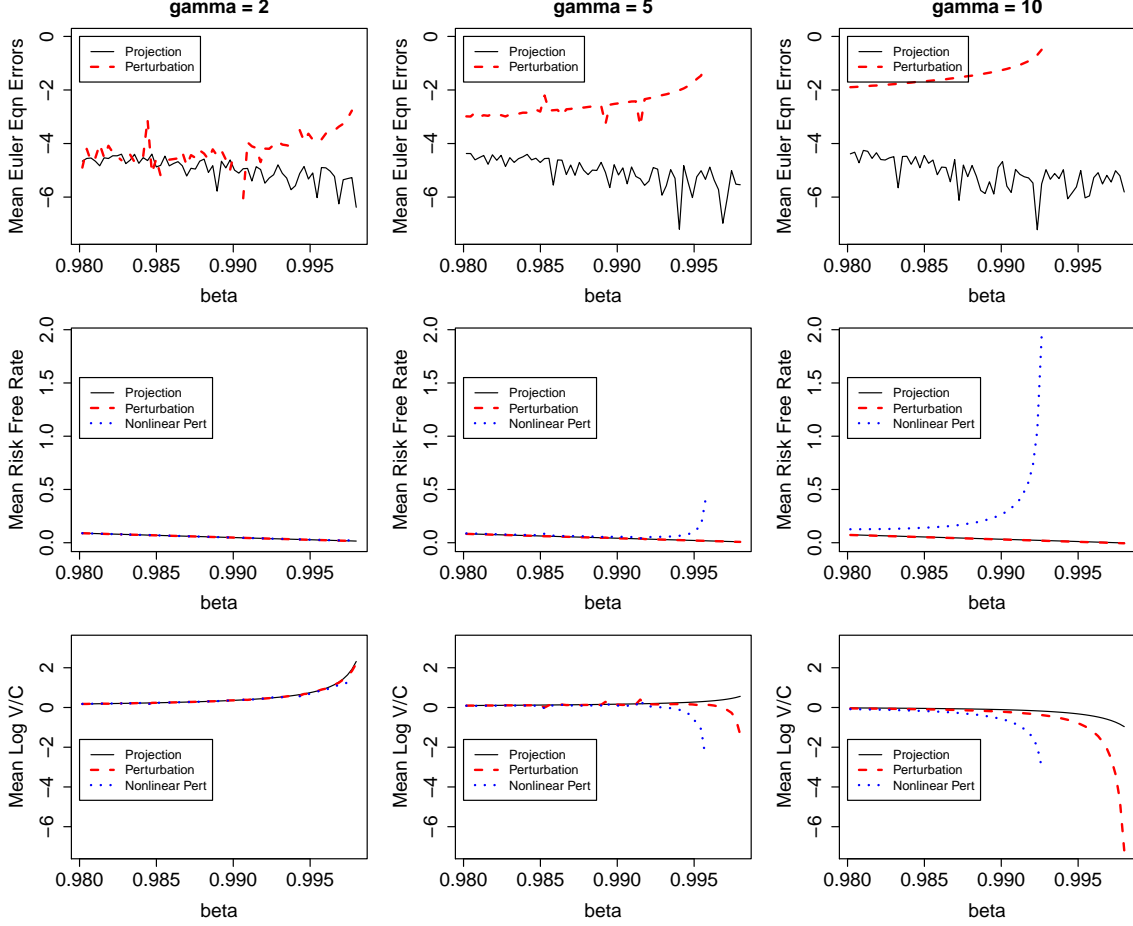 gamma = 2
gamma = 5
gamma = 10
Mean Euler Eqn Errors
0
−2
−4
−6
Projection
Perturbation
0.980
0.985
0.990
0.995
beta
Mean Euler Eqn Errors
0
−2
−4
−6
Projection
Perturbation
0.980
0.985
0.990
0.995
beta
Mean Euler Eqn Errors
0
−2
−4
−6
Projection
Perturbation
0.980
0.985
0.990
0.995
beta
Mean Risk Free Rate
2.0
1.5
1.0
0.5
0.0
Projection
Perturbation
Nonlinear Pert
0.980
0.985
0.990
0.995
beta
Mean Risk Free Rate
2.0
1.5
1.0
0.5
0.0
Projection
Perturbation
Nonlinear Pert
0.980
0.985
0.990
0.995
beta
Mean Risk Free Rate
2.0
1.5
1.0
0.5
0.0
Projection
Perturbation
Nonlinear Pert
0.980
0.985
0.990
0.995
beta
Mean Log V/C
2
0
−2
−4
−6
Projection
Perturbation
Nonlinear Pert
0.980
0.985
0.990
0.995
beta
Mean Log V/C
2
0
−2
−4
−6
Projection
Perturbation
Nonlinear Pert
0.980
0.985
0.990
0.995
beta
Mean Log V/C
2
0
−2
−4
−6
Projection
Perturbation
Nonlinear Pert
0.980
0.985
0.990
0.995
beta